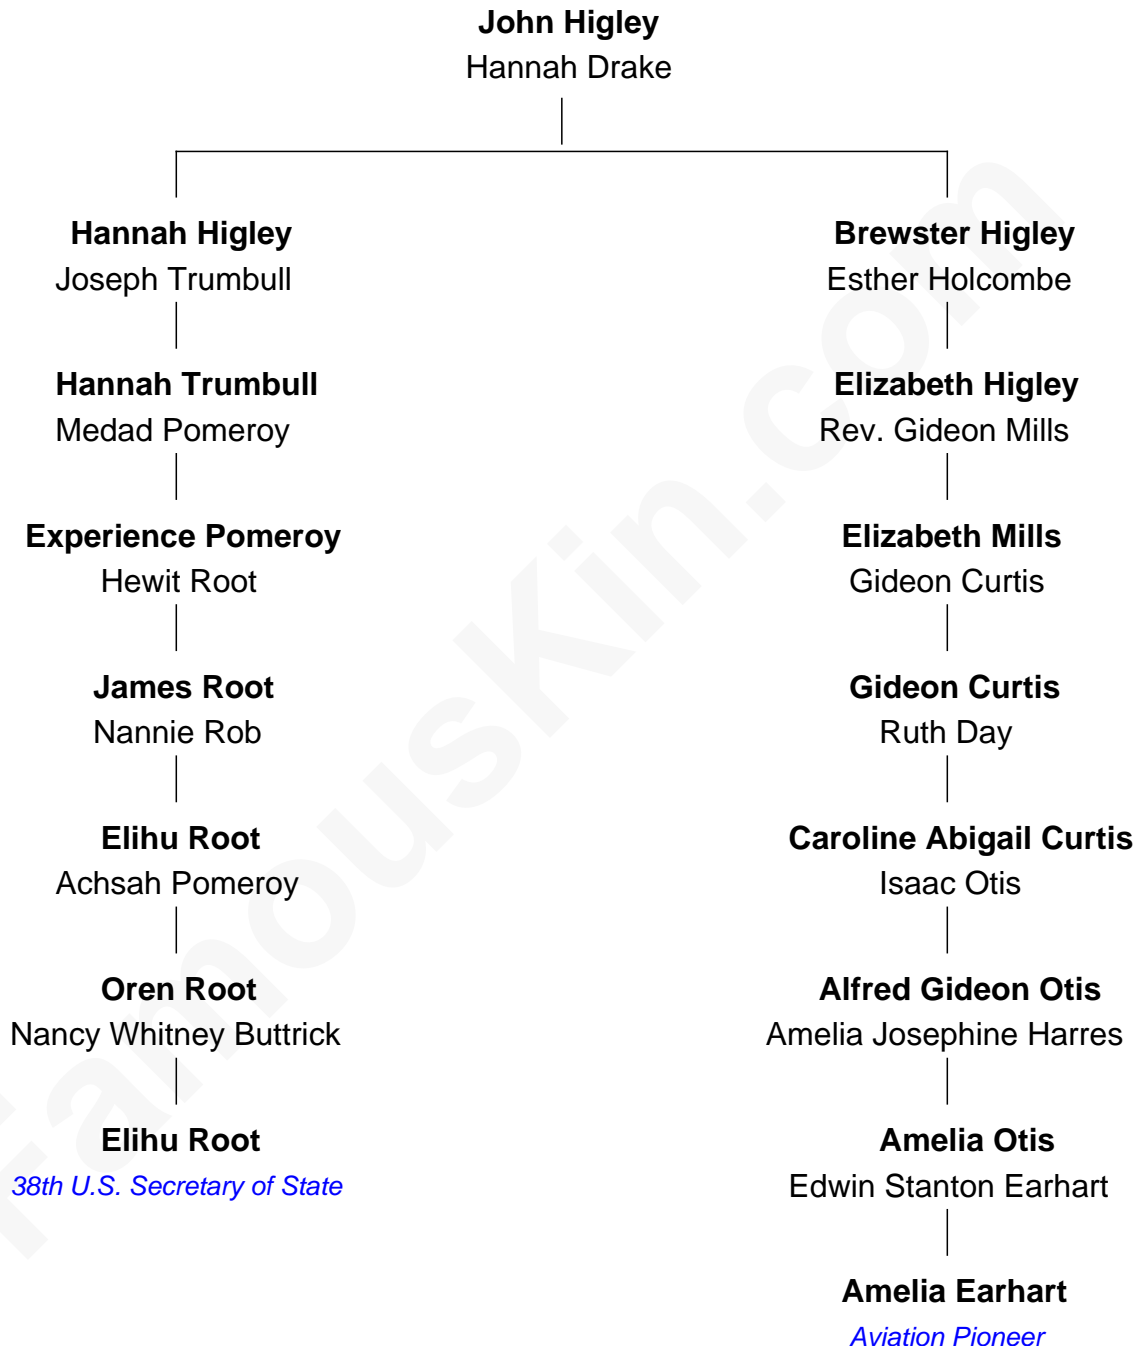 John Higley
Hannah Drake
Hannah Higley
Joseph Trumbull
Brewster Higley
Esther Holcombe
Hannah Trumbull
Medad Pomeroy
Elizabeth Higley
Rev. Gideon Mills
Experience Pomeroy
Hewit Root
Elizabeth Mills
Gideon Curtis
James Root
Nannie Rob
Gideon Curtis
Ruth Day
Elihu Root
Achsah Pomeroy
Caroline Abigail Curtis
Isaac Otis
Oren Root
Nancy Whitney Buttrick
Alfred Gideon Otis
Amelia Josephine Harres
Elihu Root
38th U.S. Secretary of State
Amelia Otis
Edwin Stanton Earhart
Amelia Earhart
Aviation Pioneer
FamousKin.com